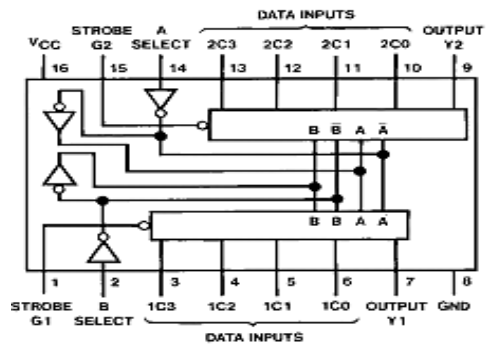 DATA INPUTS
STROBE A OUTPUT
VCC G2 SELECT 2C3 2C2 2C1 2C0 Y2
16 15 14 13 12 11 10 9
B B̅ A A̅
B B A A
1 2 3 4 5 6 7 8
STROBE B 1C3 1C2 1C1 1C0 OUTPUT GND
G1 SELECT Y1
DATA INPUTS